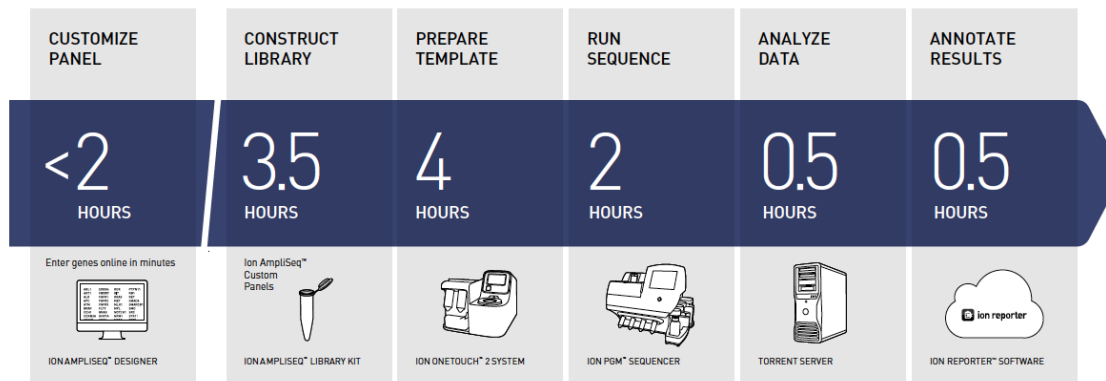 CUSTOMIZE
PANEL
<2
HOURS
Enter genes online in minutes
ION AMPLISEQ™ DESIGNER
CONSTRUCT
LIBRARY
3.5
HOURS
Ion AmpliSeq™
Custom
Panels
ION AMPLISEQ™ LIBRARY KIT
PREPARE
TEMPLATE
4
HOURS
ION ONETOUCH™ 2 SYSTEM
RUN
SEQUENCE
2
HOURS
ION PGM™ SEQUENCER
ANALYZE
DATA
0.5
HOURS
TORRENT SERVER
ANNOTATE
RESULTS
0.5
HOURS
ion reporter
ION REPORTER™ SOFTWARE